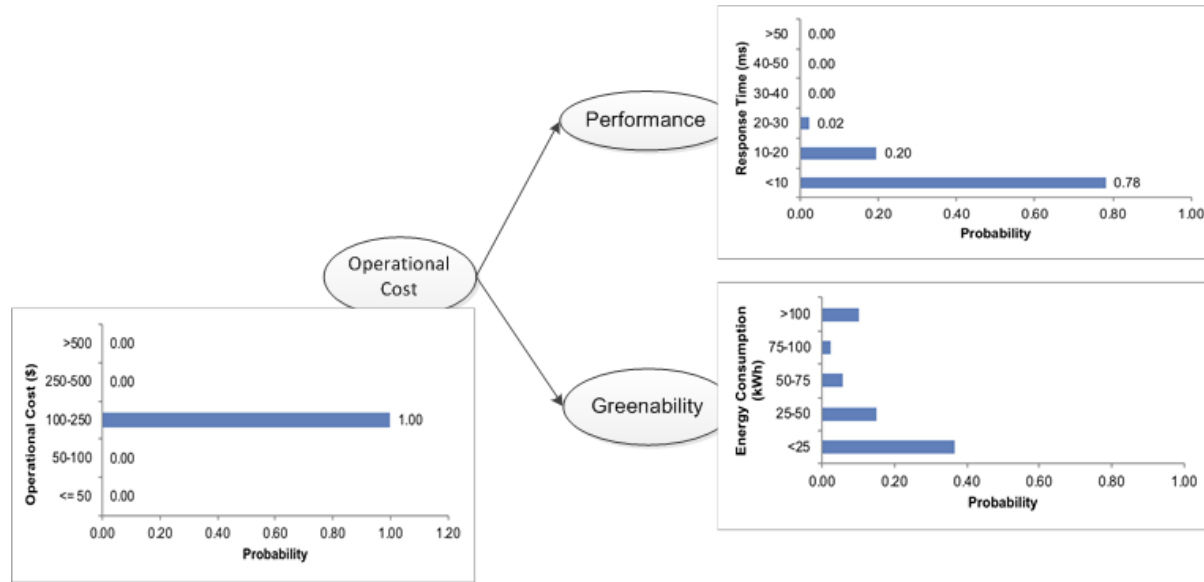 Performance
Operational
Cost
Greenability
Response Time (ms)
>50 0.00
40-50 0.00
30-40 0.00
20-30 0.02
10-20 0.20
<10 0.78
0.00 0.20 0.40 0.60 0.80 1.00
Probability
Operational Cost ($)
>500 0.00
250-500 0.00
100-250 1.00
50-100 0.00
<= 50 0.00
0.00 0.20 0.40 0.60 0.80 1.00 1.20
Probability
Energy Consumption
(kWh)
>100
75-100
50-75
25-50
<25
0.00 0.20 0.40 0.60 0.80 1.00
Probability